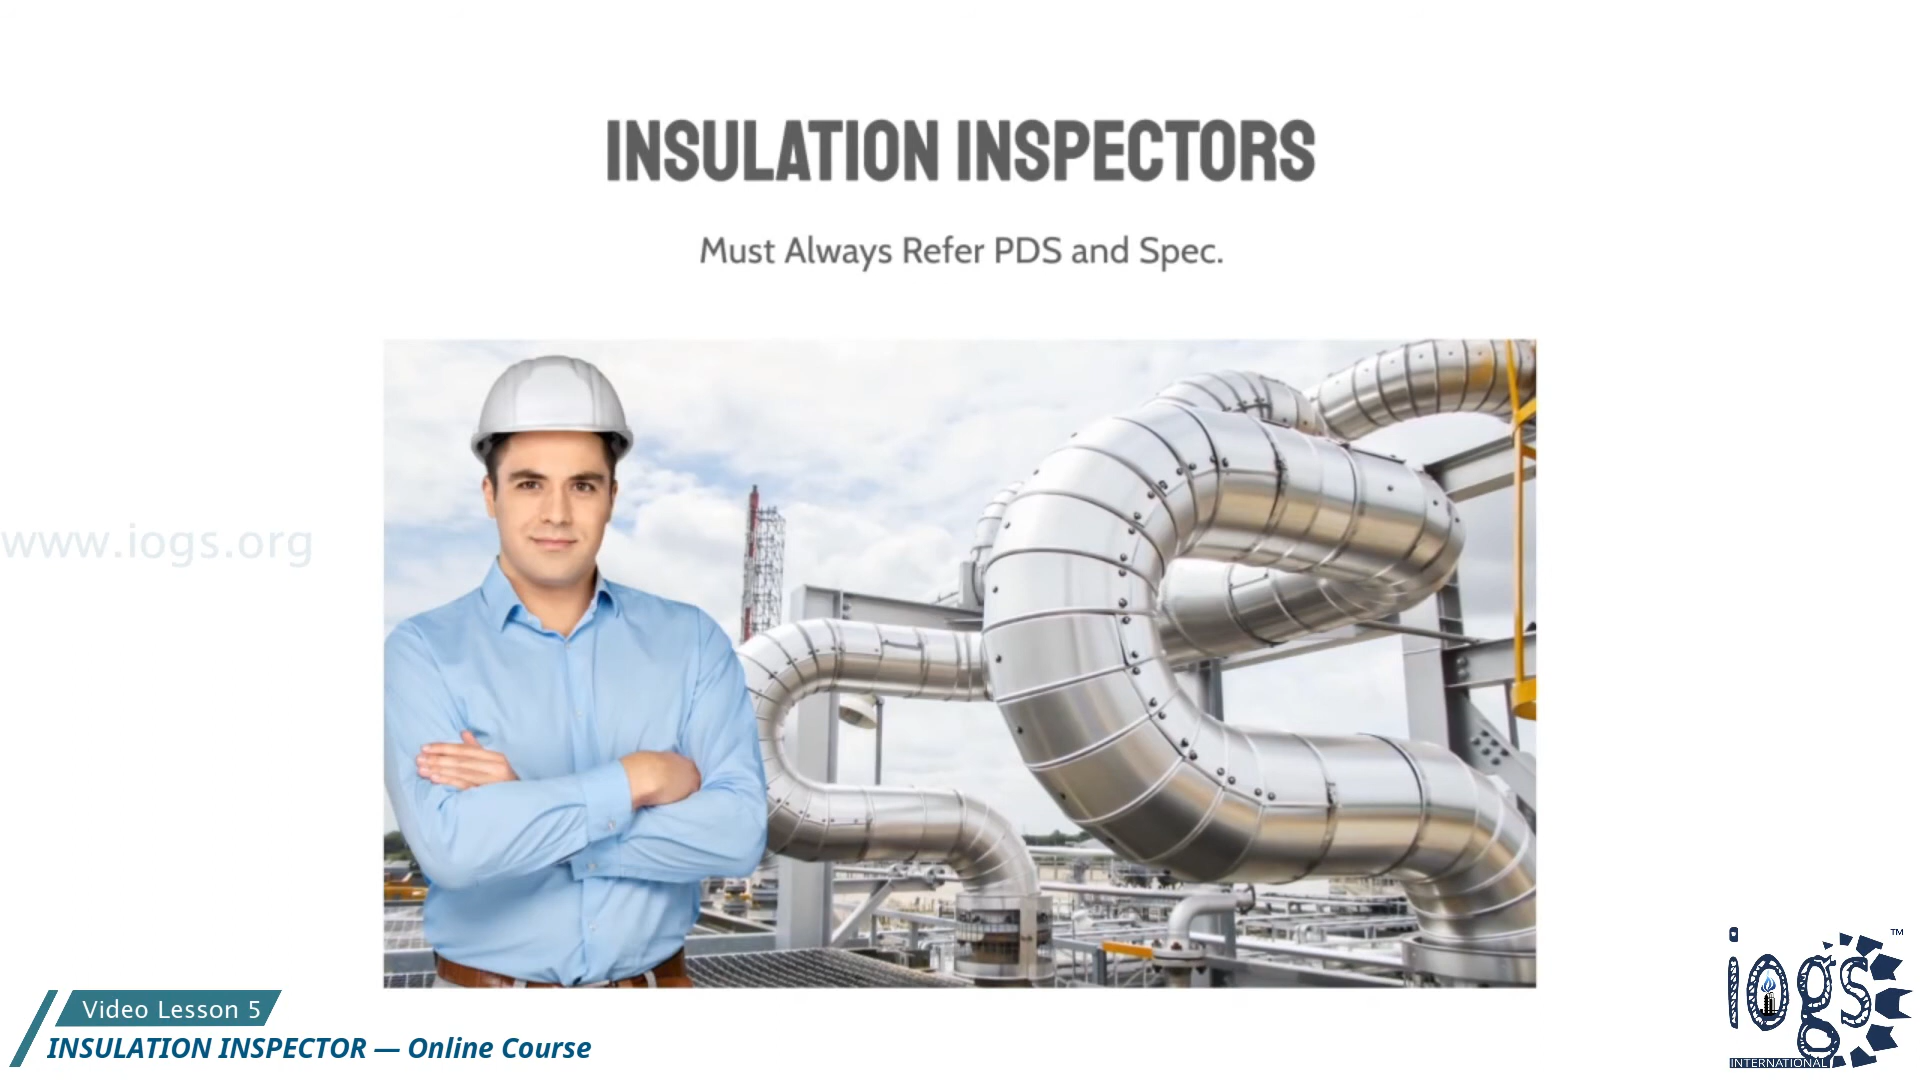 INSULATION INSPECTORS
Must Always Refer PDS and Spec.
www.iogs.org
Video Lesson 5
INSULATION INSPECTOR — Online Course
iogs
TM
INTERNATIONAL